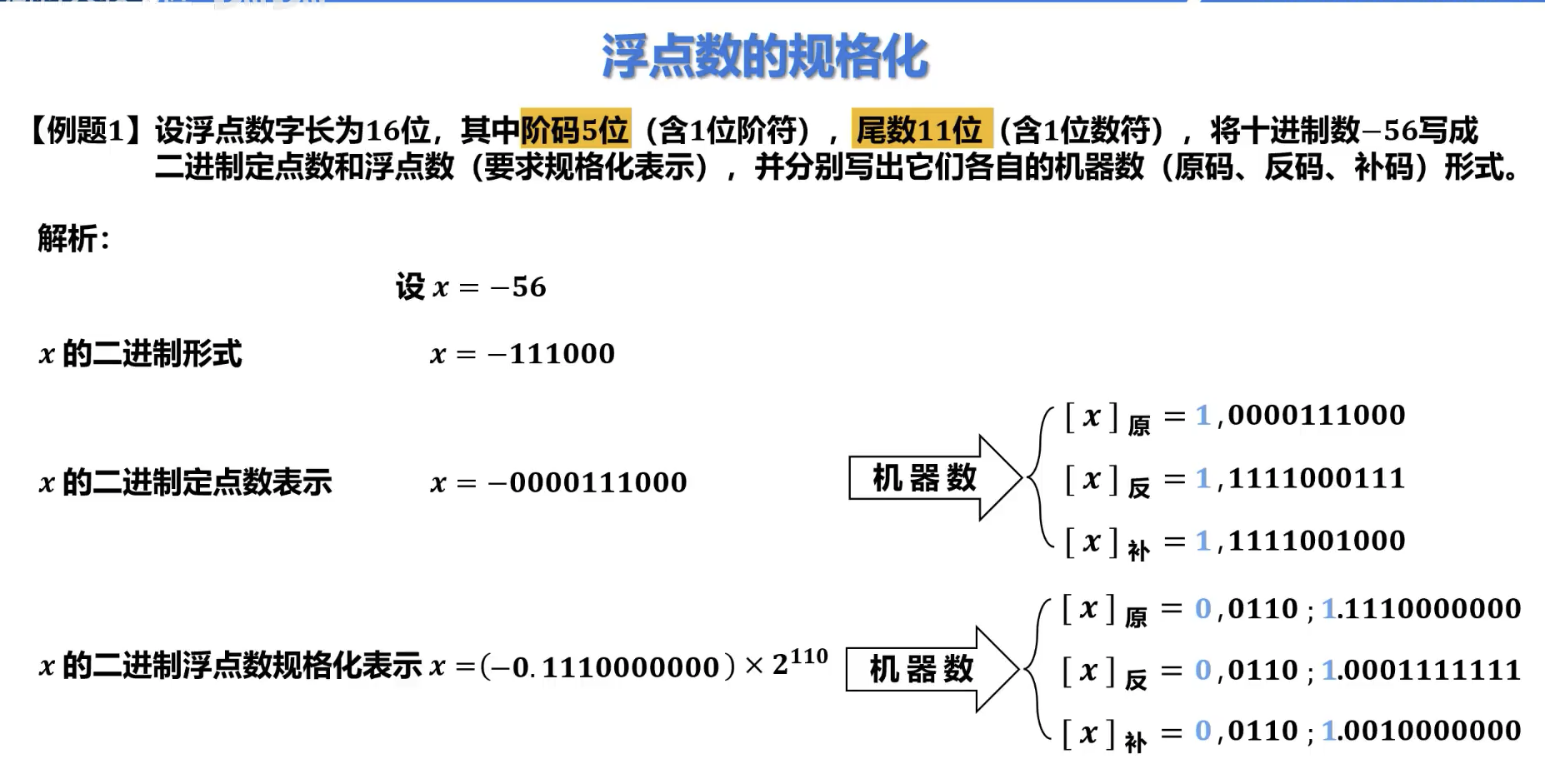 浮点数的规格化
【例题1】设浮点数字长为16位，其中阶码5位（含1位阶符），尾数11位（含1位数符），将十进制数−56写成
二进制定点数和浮点数（要求规格化表示），并分别写出它们各自的机器数（原码、反码、补码）形式。
解析：
设 x = −56
x 的二进制形式 x = −111000
x 的二进制定点数表示 x = −0000111000
机器数
[ x ]原 = 1,0000111000
[ x ]反 = 1,1111000111
[ x ]补 = 1,1111001000
x 的二进制浮点数规格化表示 x =(−0.1110000000) × 2^110
机器数
[ x ]原 = 0,0110 ; 1.1110000000
[ x ]反 = 0,0110 ; 1.0001111111
[ x ]补 = 0,0110 ; 1.0010000000